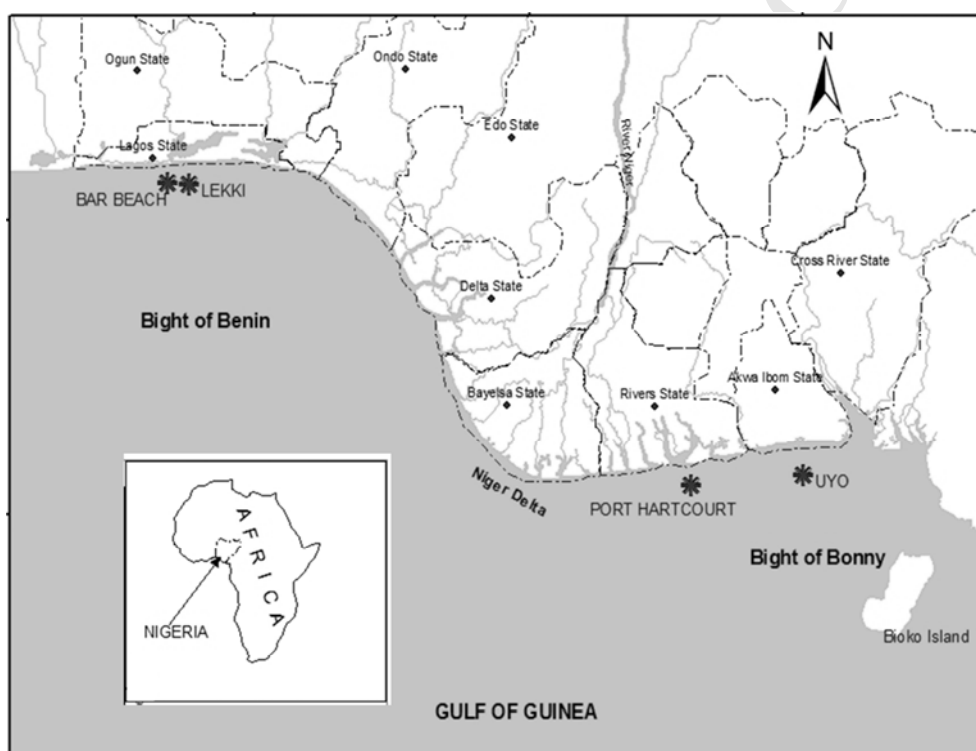 N
Ogun State
Ondo State
Edo State
River Niger
Lagos State
BAR BEACH
LEKKI
Cross River State
Delta State
Bight of Benin
Akwa Ibom State
Bayelsa State
Rivers State
Niger Delta
UYO
PORT HARTCOURT
Bight of Bonny
AFRICA
NIGERIA
Bioko Island
GULF OF GUINEA